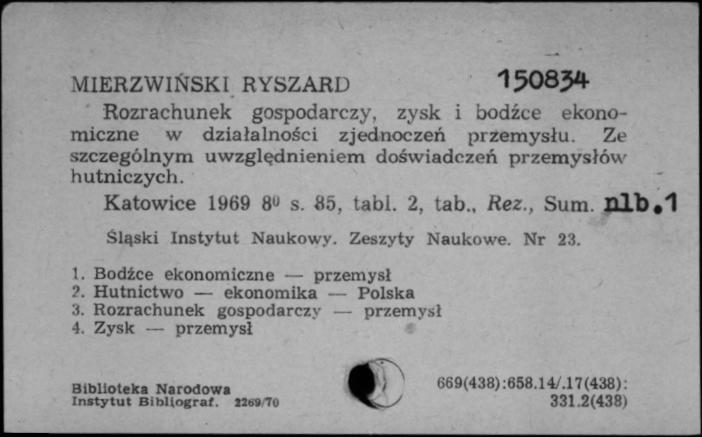 MIERZWIŃSKI RYSZARD 150834
Rozrachunek gospodarczy, zysk i bodźce ekono-
miczne w działalności zjednoczeń przemysłu. Ze
szczególnym uwzględnieniem doświadczeń przemysłów
hutniczych.
Katowice 1969 8⁰ s. 85, tabl. 2, tab., Rez., Sum. nlb.1
Śląski Instytut Naukowy. Zeszyty Naukowe. Nr 23.
1. Bodźce ekonomiczne — przemysł
2. Hutnictwo — ekonomika — Polska
3. Rozrachunek gospodarczy — przemysł
4. Zysk — przemysł
Biblioteka Narodowa
Instytut Bibliograf. 2269/70
669(438):658.14/.17(438):
331.2(438)